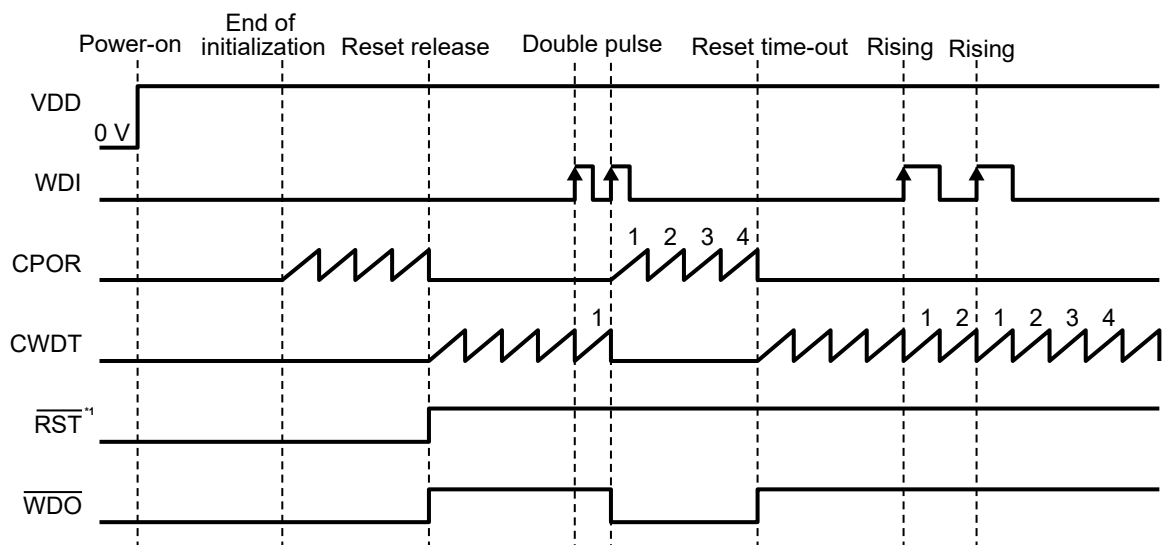 End of
Power-on initialization Reset release Double pulse Reset time-out Rising Rising
VDD
0 V
WDI
1 2 3 4
CPOR
1 1 2 1 2 3 4
CWDT
RST*1
WDO